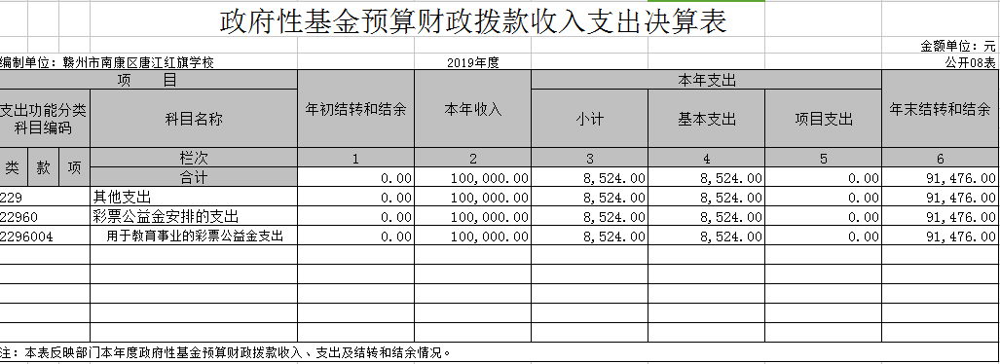 政府性基金预算财政拨款收入支出决算表
金额单位：元
编制单位：赣州市南康区唐江红旗学校 2019年度 公开08表
项 目 年初结转和结余 本年收入 本年支出 年末结转和结余
支出功能分类科目编码 科目名称 小计 基本支出 项目支出
类 款 项 栏次 1 2 3 4 5 6
合计 0.00 100,000.00 8,524.00 8,524.00 0.00 91,476.00
229 其他支出 0.00 100,000.00 8,524.00 8,524.00 0.00 91,476.00
22960 彩票公益金安排的支出 0.00 100,000.00 8,524.00 8,524.00 0.00 91,476.00
2296004 用于教育事业的彩票公益金支出 0.00 100,000.00 8,524.00 8,524.00 0.00 91,476.00
注：本表反映部门本年度政府性基金预算财政拨款收入、支出及结转和结余情况。